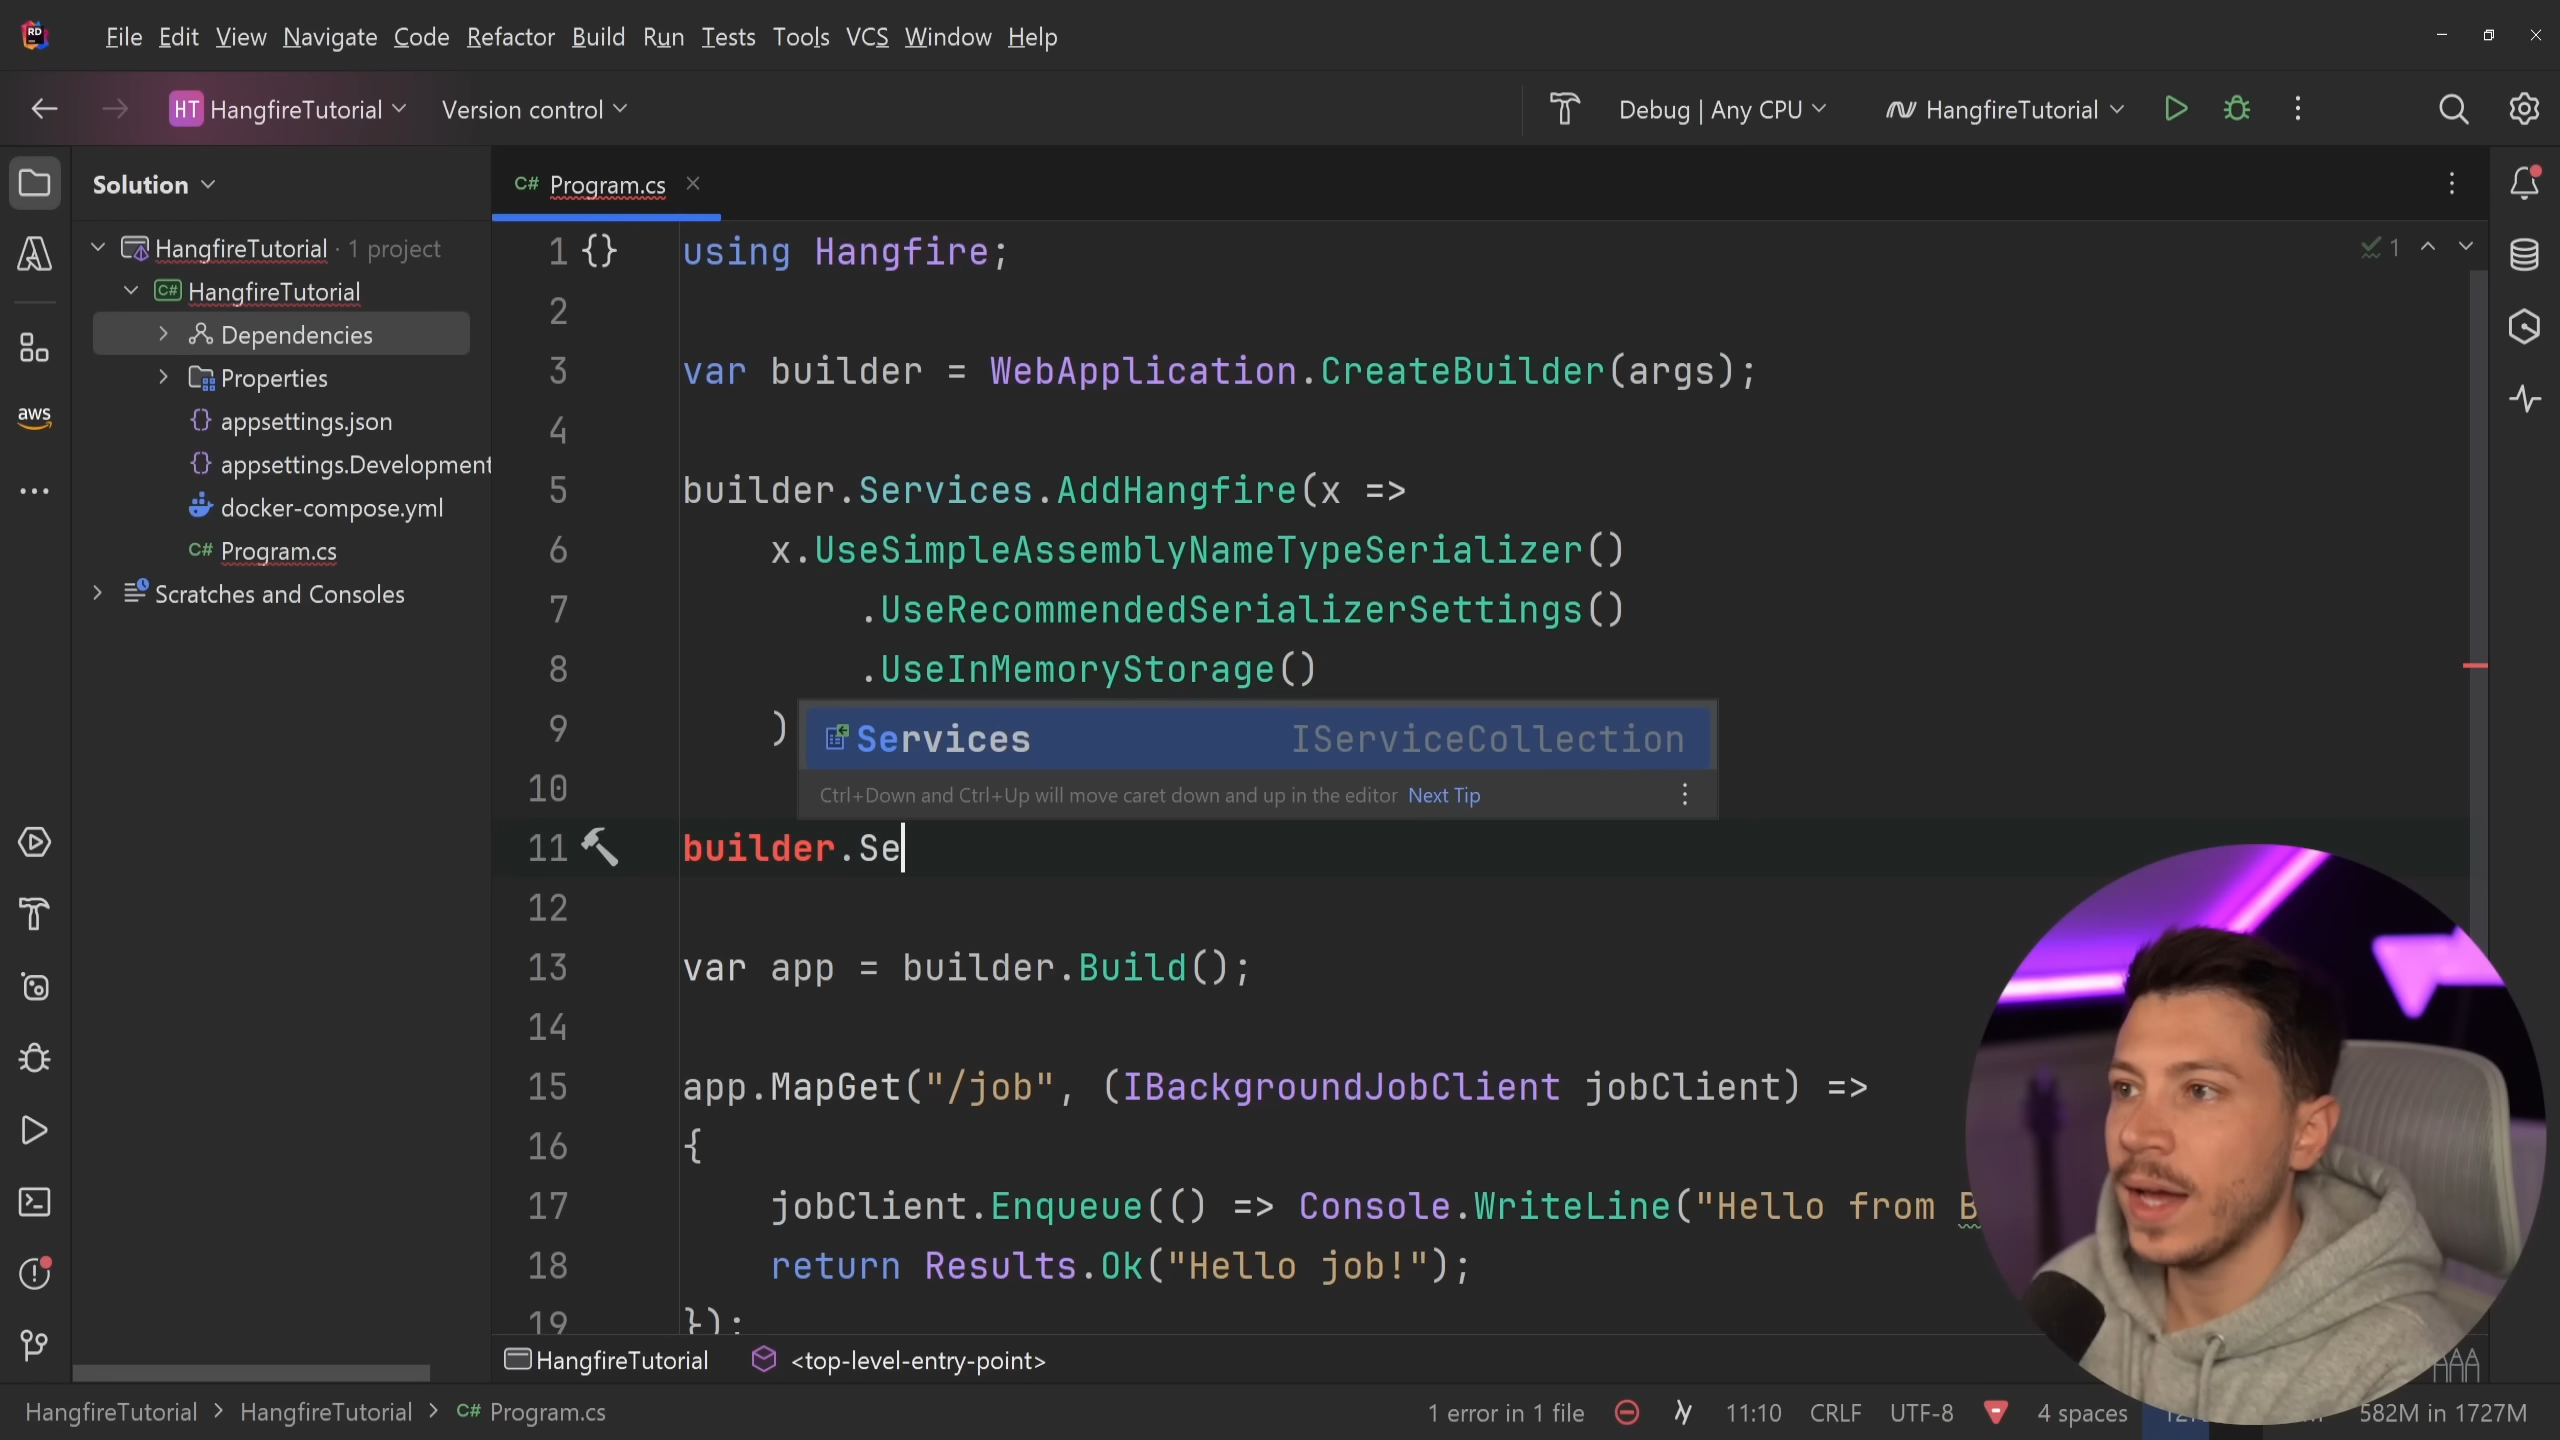 RD File Edit View Navigate Code Refactor Build Run Tests Tools VCS Window Help
HT HangfireTutorial Version control Debug | Any CPU HangfireTutorial
Solution
C# Program.cs
HangfireTutorial · 1 project
C# HangfireTutorial
Dependencies
Properties
{} appsettings.json
{} appsettings.Development
docker-compose.yml
C# Program.cs
Scratches and Consoles
aws
1 {} using Hangfire;
2
3 var builder = WebApplication.CreateBuilder(args);
4
5 builder.Services.AddHangfire(x =>
6 x.UseSimpleAssemblyNameTypeSerializer()
7 .UseRecommendedSerializerSettings()
8 .UseInMemoryStorage()
9 )
Services IServiceCollection
10
Ctrl+Down and Ctrl+Up will move caret down and up in the editor Next Tip
11 builder.Se
12
13 var app = builder.Build();
14
15 app.MapGet("/job", (IBackgroundJobClient jobClient) =>
16 {
17 jobClient.Enqueue(() => Console.WriteLine("Hello from B
18 return Results.Ok("Hello job!");
19 });
1
HangfireTutorial <top-level-entry-point>
HangfireTutorial > HangfireTutorial > C# Program.cs
1 error in 1 file 11:10 CRLF UTF-8 4 spaces 582M in 1727M